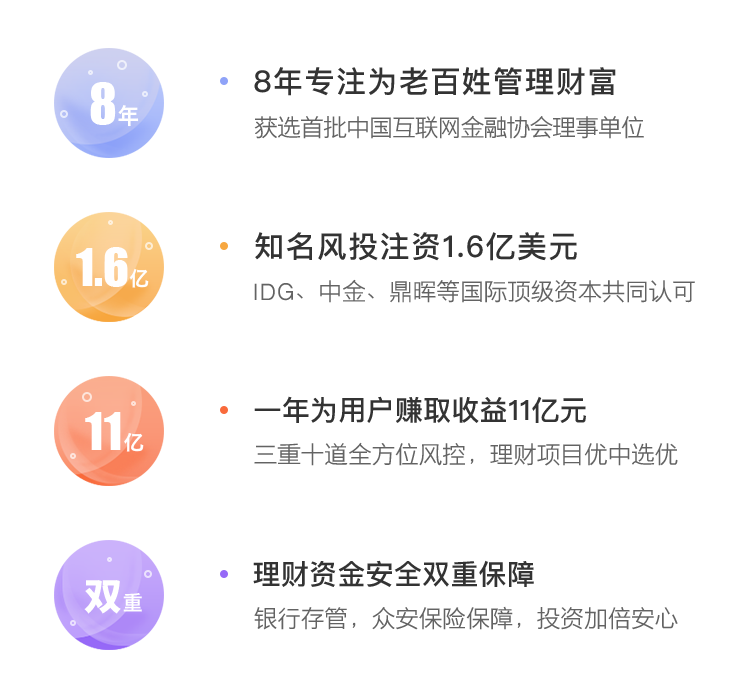 8年
8年专注为老百姓管理财富
获选首批中国互联网金融协会理事单位
1.6亿
知名风投注资1.6亿美元
IDG、中金、鼎晖等国际顶级资本共同认可
11亿
一年为用户赚取收益11亿元
三重十道全方位风控，理财项目优中选优
双重
理财资金安全双重保障
银行存管，众安保险保障，投资加倍安心